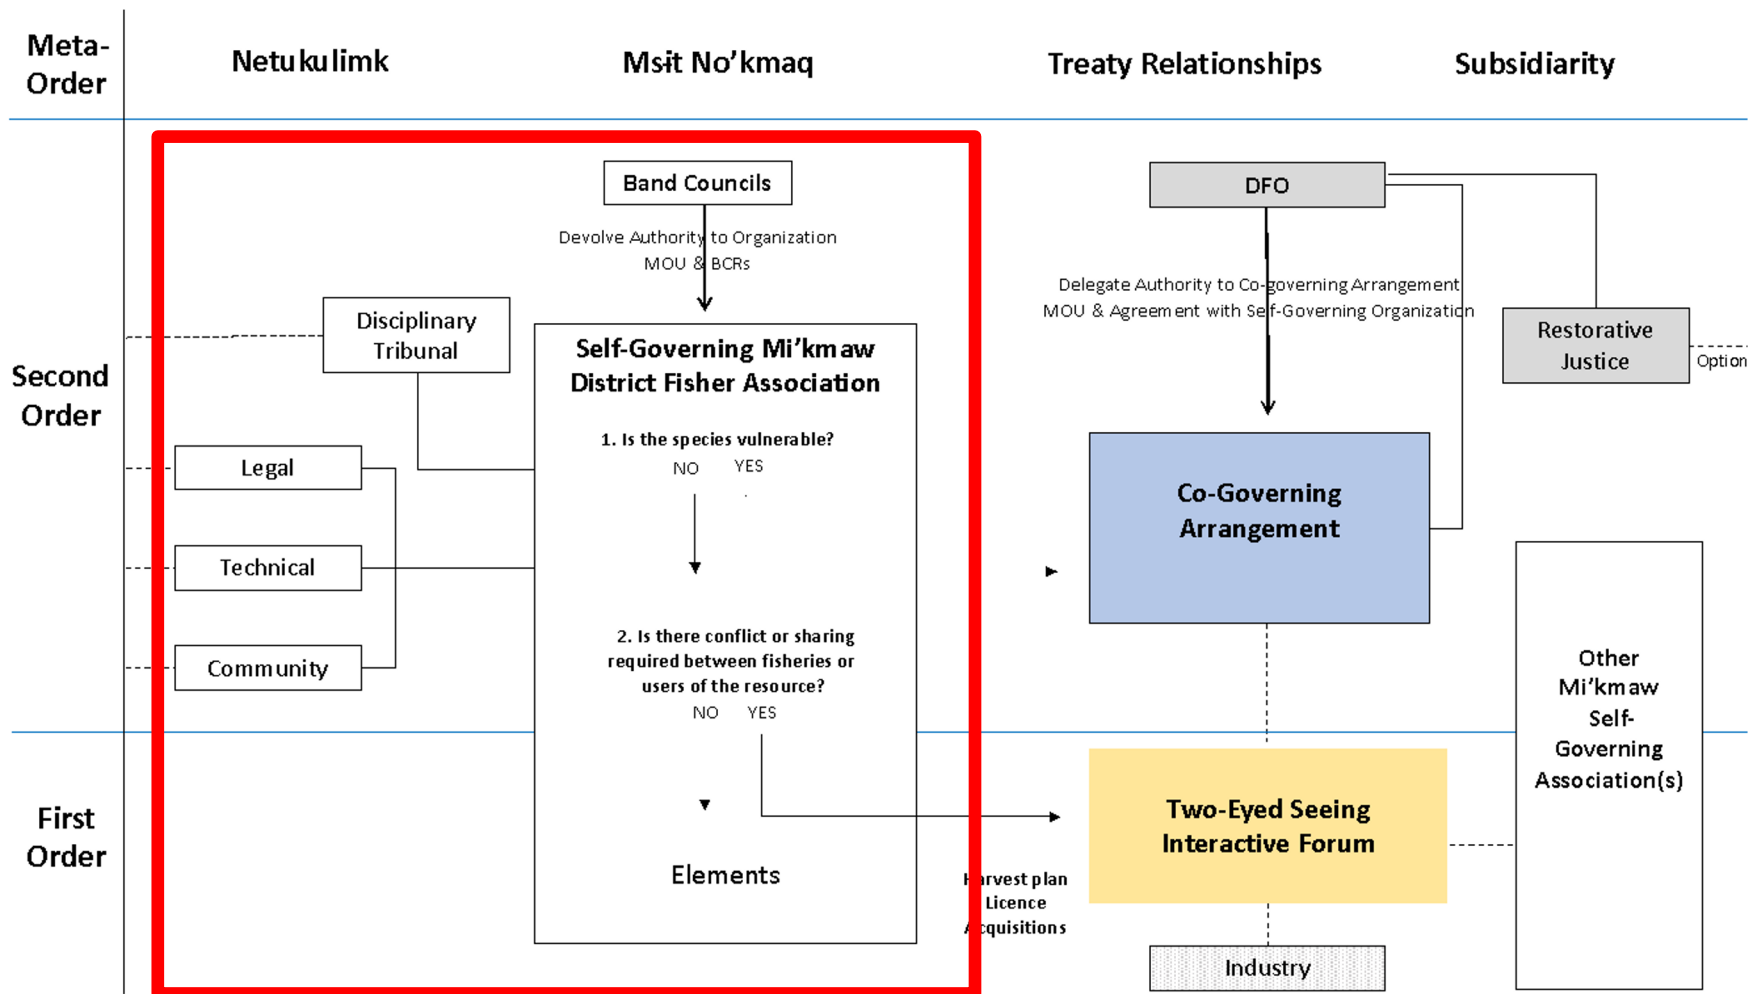 Meta-
Order
Netukulimk
Msɨt No’kmaq
Treaty Relationships
Subsidiarity
Second
Order
First
Order
Band Councils
Devolve Authority to Organization
MOU & BCRs
Disciplinary
Tribunal
Legal
Technical
Community
Self-Governing Mi’kmaw
District Fisher Association
1. Is the species vulnerable?
NO YES
2. Is there conflict or sharing
required between fisheries or
users of the resource?
NO YES
Elements
Harvest plan
Licence
Acquisitions
DFO
Delegate Authority to Co-governing Arrangement
MOU & Agreement with Self-Governing Organization
Restorative
Justice
Option
Co-Governing
Arrangement
Two-Eyed Seeing
Interactive Forum
Industry
Other
Mi’kmaw
Self-
Governing
Association(s)